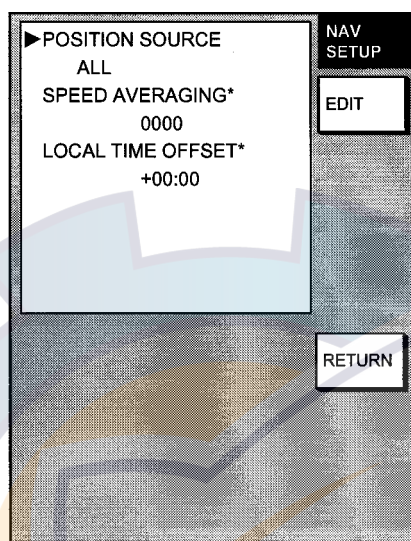 ▶POSITION SOURCE
ALL
SPEED AVERAGING*
0000
LOCAL TIME OFFSET*
+00:00
NAV
SETUP
EDIT
RETURN